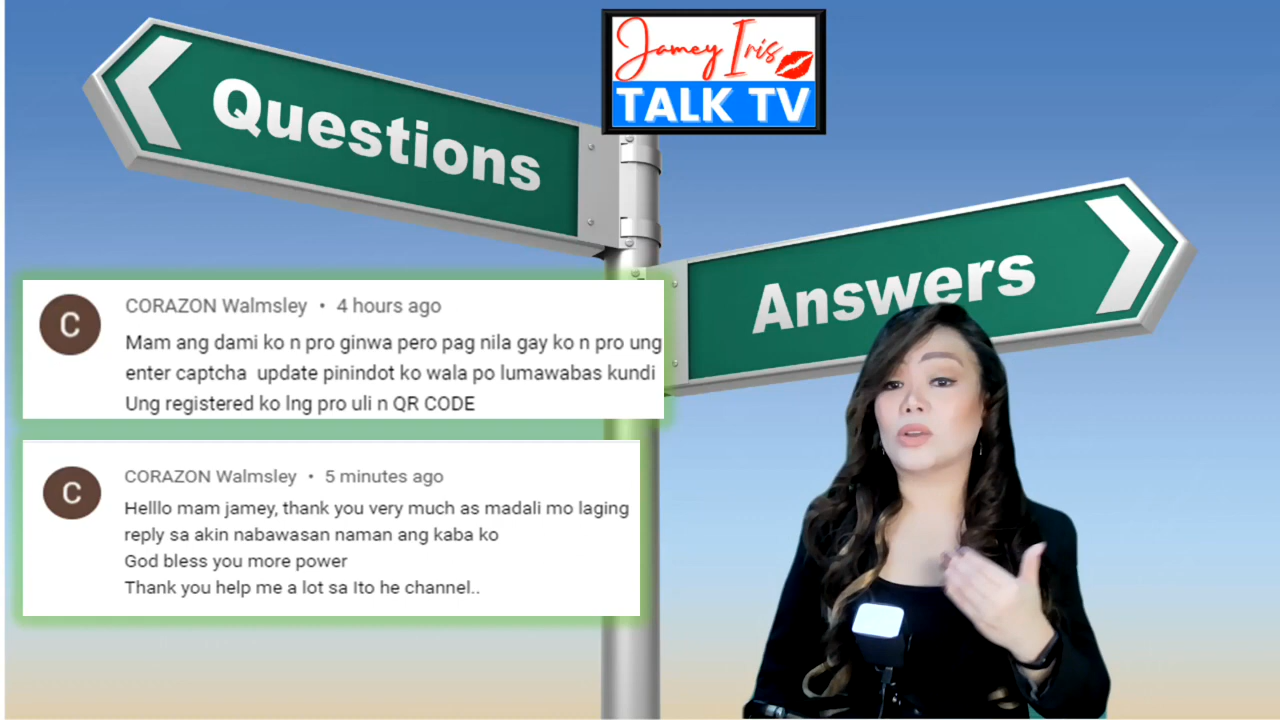 Jamey Iris
TALK TV
Questions
Answers
C
CORAZON Walmsley • 4 hours ago
Mam ang dami ko n pro ginwa pero pag nila gay ko n pro ung
enter captcha update pinindot ko wala po lumawabas kundi
Ung registered ko lng pro uli n QR CODE
C
CORAZON Walmsley • 5 minutes ago
Helllo mam jamey, thank you very much as madali mo laging
reply sa akin nabawasan naman ang kaba ko
God bless you more power
Thank you help me a lot sa Ito he channel..